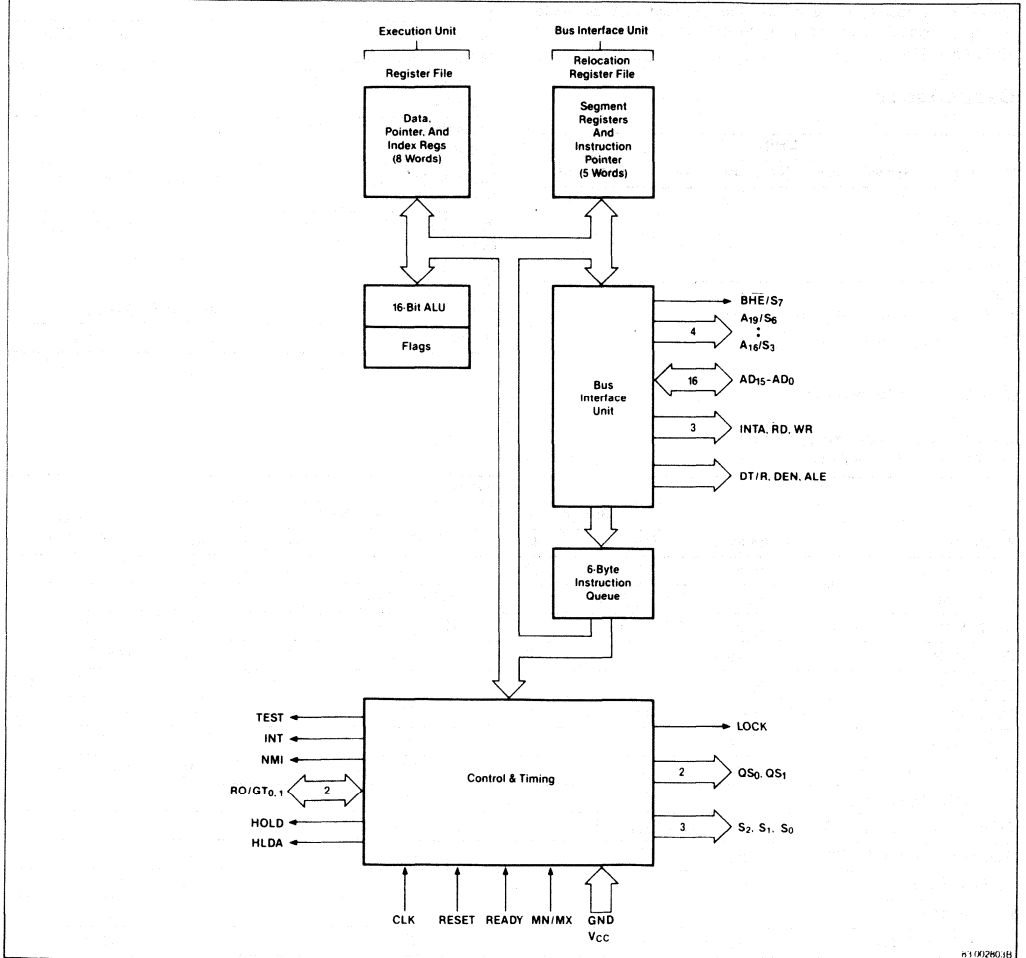 Execution Unit
Register File
Data,
Pointer, And
Index Regs
(8 Words)
Bus Interface Unit
Relocation
Register File
Segment
Registers
And
Instruction
Pointer
(5 Words)
16-Bit ALU
Flags
Bus
Interface
Unit
BHE/S7
4
A19/S6
A16/S3
16
AD15-AD0
3
INTA, RD, WR
DT/R, DEN, ALE
6-Byte
Instruction
Queue
Control & Timing
TEST
INT
NMI
RQ/GT0, 1
2
HOLD
HLDA
LOCK
2
QS0, QS1
3
S2, S1, S0
CLK
RESET
READY
MN/MX
GND
VCC
83 002803B